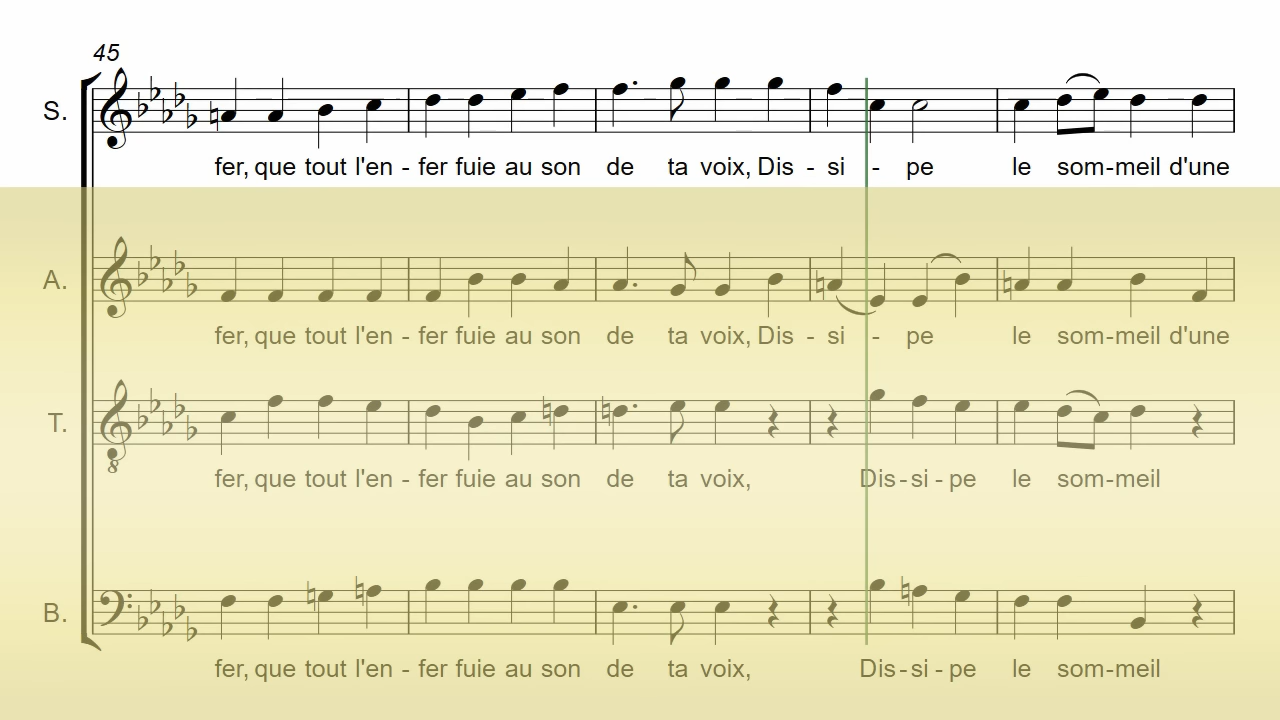 45
S.
fer, que tout l'en - fer fuie au son de ta voix, Dis - si - pe le som-meil d'une
A.
fer, que tout l'en - fer fuie au son de ta voix, Dis - si - pe le som-meil d'une
T.
8
fer, que tout l'en - fer fuie au son de ta voix, Dis - si - pe le som-meil
B.
fer, que tout l'en - fer fuie au son de ta voix, Dis - si - pe le som-meil